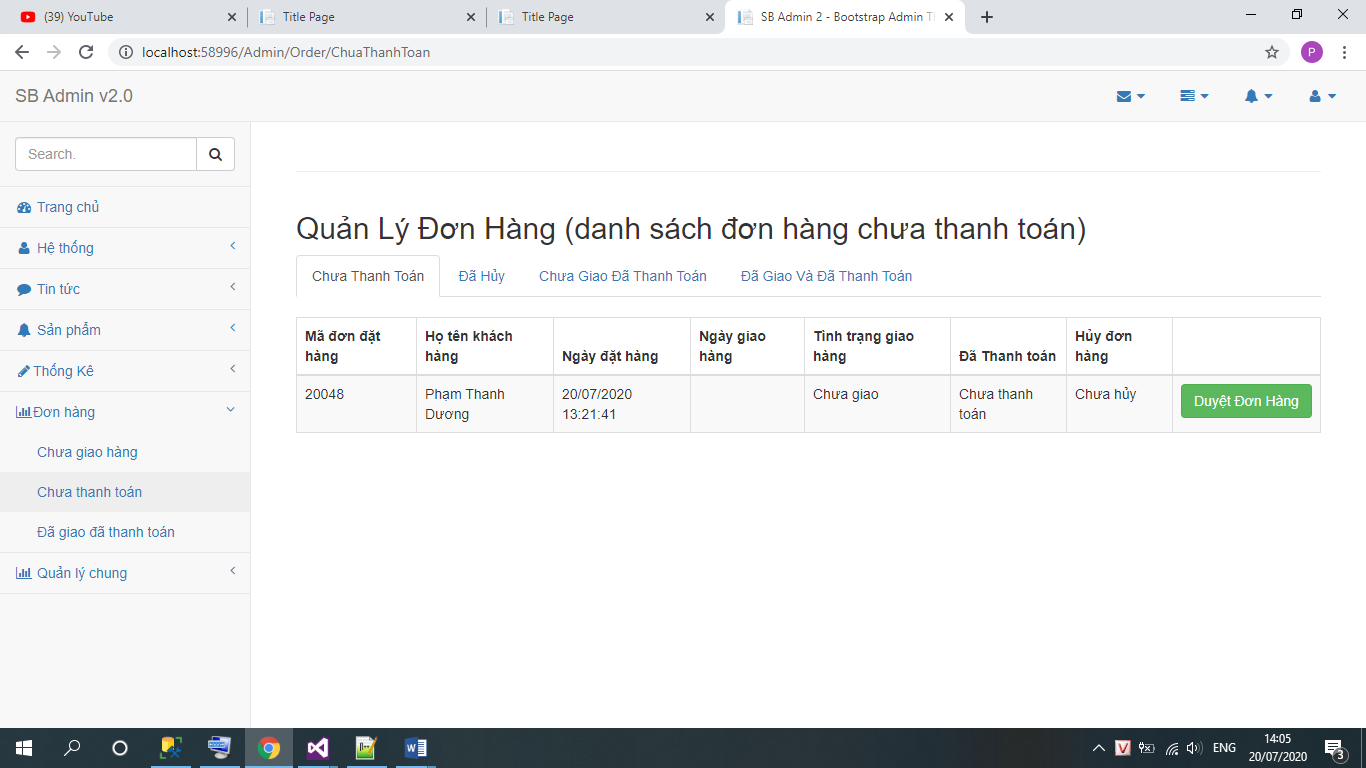 (39) YouTube
Title Page
Title Page
SB Admin 2 - Bootstrap Admin T
localhost:58996/Admin/Order/ChuaThanhToan
P
SB Admin v2.0
Search.
Trang chủ
Hệ thống
Tin tức
Sản phẩm
Thống Kê
Đơn hàng
Chưa giao hàng
Chưa thanh toán
Đã giao đã thanh toán
Quản lý chung
Quản Lý Đơn Hàng (danh sách đơn hàng chưa thanh toán)
Chưa Thanh Toán
Đã Hủy
Chưa Giao Đã Thanh Toán
Đã Giao Và Đã Thanh Toán
Mã đơn đặt
hàng
Họ tên khách
hàng
Ngày đặt hàng
Ngày giao
hàng
Tình trạng giao
hàng
Đã Thanh toán
Hủy đơn
hàng
20048
Phạm Thanh
Dương
20/07/2020
13:21:41
Chưa giao
Chưa thanh
toán
Chưa hủy
Duyệt Đơn Hàng
V
ENG
14:05
20/07/2020
3